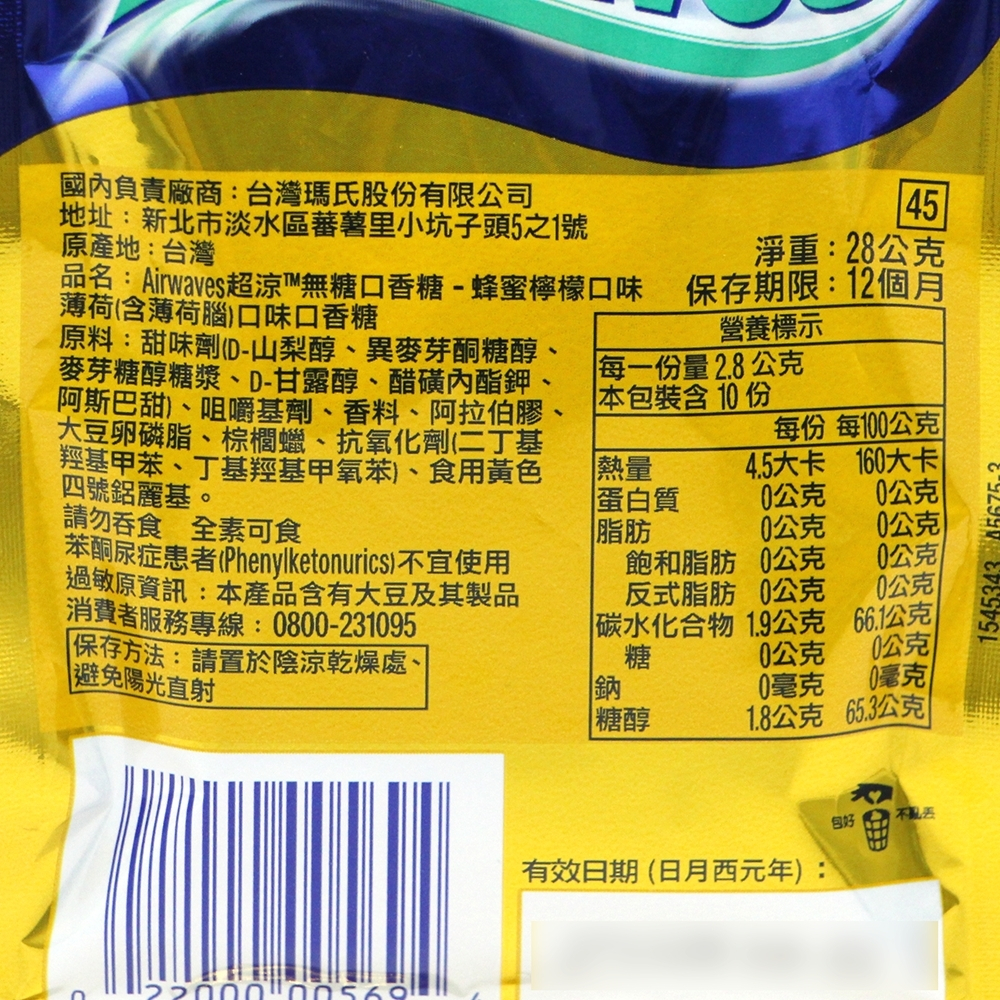 國內負責廠商：台灣瑪氏股份有限公司
地址：新北市淡水區蕃薯里小坑子頭5之1號
原產地：台灣
品名：Airwaves超涼™無糖口香糖 - 蜂蜜檸檬口味
薄荷(含薄荷腦)口味口香糖
原料：甜味劑(D-山梨醇、異麥芽酮糖醇、
麥芽糖醇糖漿、D-甘露醇、醋磺內酯鉀、
阿斯巴甜)、咀嚼基劑、香料、阿拉伯膠、
大豆卵磷脂、棕櫚蠟、抗氧化劑(二丁基
羥基甲苯、丁基羥基甲氧苯)、食用黃色
四號鋁麗基。
請勿吞食 全素可食
苯酮尿症患者(Phenylketonurics)不宜使用
過敏原資訊：本產品含有大豆及其製品
消費者服務專線：0800-231095
保存方法：請置於陰涼乾燥處、
避免陽光直射
45
淨重：28公克
保存期限：12個月
營養標示
每一份量 2.8 公克
本包裝含 10 份
每份 每100公克
熱量 4.5大卡 160大卡
蛋白質 0公克 0公克
脂肪 0公克 0公克
飽和脂肪 0公克 0公克
反式脂肪 0公克 0公克
碳水化合物 1.9公克 66.1公克
糖 0公克 0公克
鈉 0毫克 0毫克
糖醇 1.8公克 65.3公克
1545343 A5675-3
包好 不亂丟
有效日期 (日月西元年)：
0 22000 00569 4